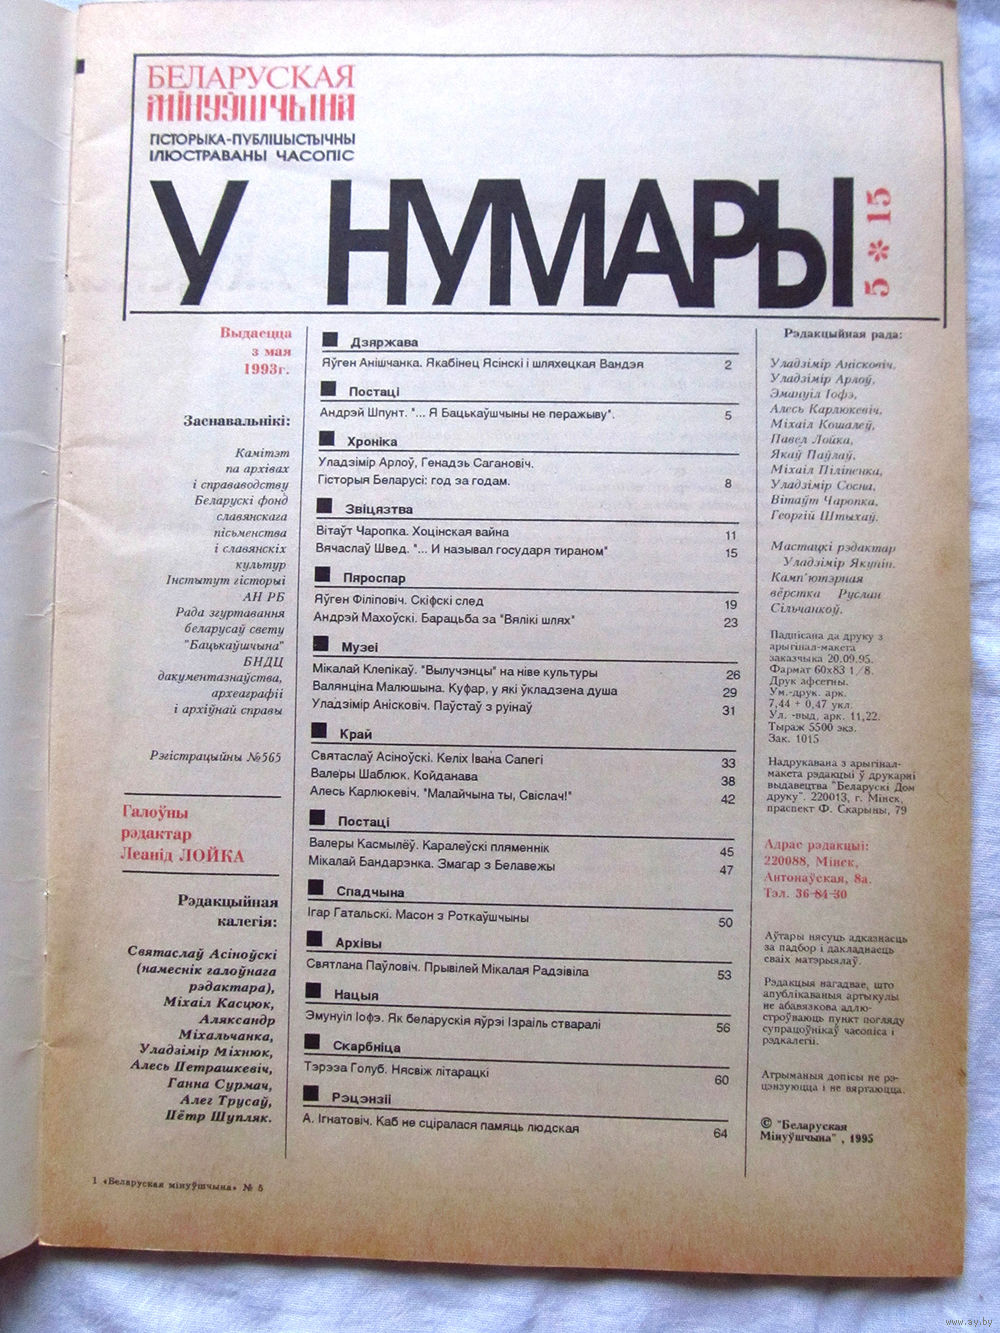 БЕЛАРУСКАЯ
МІНУЎШЧЫНА
ГІСТОРЫКА-ПУБЛІЦЫСТЫЧНЫ
ІЛЮСТРАВАНЫ ЧАСОПІС
У НУМАРЫ
5 * 15
Выдаецца
з мая
1993г.
Заснавальнікі:
Камітэт
па архівах
і справаводству
Беларускі фонд
славянскага
пісьменства
і славянскіх
культур
Інстытут гісторыі
АН РБ
Рада згуртавання
беларусаў свету
"Бацькаўшчына"
БНДЦ
дакументазнаўства,
археаграфіі
і архіўнай справы
Рэгістрацыйны №565
Галоўны
рэдактар
Леанід ЛОЙКА
Рэдакцыйная
калегія:
Святаслаў Асіноўскі
(намеснік галоўнага
рэдактара),
Міхаіл Касцюк,
Аляксандр
Міхальчанка,
Уладзімір Міхнюк,
Алесь Петрашкевіч,
Ганна Сурмач,
Алег Трусаў,
Пётр Шупляк.
Дзяржава
Яўген Анішчанка. Якабінец Ясінскі і шляхецкая Вандэя 2
Постаці
Андрэй Шпунт. "... Я Бацькаўшчыны не перажыву". 5
Хроніка
Уладзімір Арлоў, Генадзь Сагановіч.
Гісторыя Беларусі: год за годам. 8
Звіцязтва
Вітаўт Чаропка. Хоцінская вайна 11
Вячаслаў Швед. "... И называл государя тираном" 15
Пяроспар
Яўген Філіповіч. Скіфскі след 19
Андрэй Махоўскі. Барацьба за "Вялікі шлях" 23
Музеі
Мікалай Клепікаў. "Вылучэнцы" на ніве культуры 26
Валянціна Малюшына. Куфар, у які ўкладзена душа 29
Уладзімір Анісковіч. Паўстаў з руінаў 31
Край
Святаслаў Асіноўскі. Келіх Івана Сапегі 33
Валеры Шаблюк. Койданава 38
Алесь Карлюкевіч. "Малайчына ты, Свіслач!" 42
Постаці
Валеры Касмылёў. Каралеўскі пляменнік 45
Мікалай Бандарэнка. Змагар з Белавежы 47
Спадчына
Ігар Гатальскі. Масон з Роткаўшчыны 50
Архівы
Святлана Паўловіч. Прывілей Мікалая Радзівіла 53
Нацыя
Эмунуіл Іофэ. Як беларускія яўрэі Ізраіль стваралі 56
Скарбніца
Тэрэза Голуб. Нясвіж літарацкі 60
Рэцэнзіі
А. Ігнатовіч. Каб не сціралася памяць людская 64
Рэдакцыйная рада:
Уладзімір Анісковіч,
Уладзімір Арлоў,
Эмануіл Іофэ,
Алесь Карлюкевіч,
Міхаіл Кошалеў,
Павел Лойка,
Якаў Паўлаў,
Міхаіл Піліпенка,
Уладзімір Сосна,
Вітаўт Чаропка,
Георгій Штыхаў.
Мастацкі рэдактар
Уладзімір Якунін.
Камп'ютэрная
вёрстка Руслан
Сільчанкоў.
Падпісана да друку з
арыгінал-макета
заказчыка 20.09.95.
Фармат 60х83 1/8.
Друк афсетны.
Ум.-друк. арк.
7,44 + 0,47 укл.
Ул. -выд. арк. 11,22.
Тыраж 5500 экз.
Зак. 1015
Надрукавана з арыгінал-
макета рэдакцыі ў друкарні
выдавецтва "Беларускі Дом
друку". 220013, г. Мінск,
праспект Ф. Скарыны, 79
Адрас рэдакцыі:
220088, Мінск,
Антонаўская, 8а.
Тэл. 36-84-30
Аўтары нясуць адказнасць
за падбор і дакладнасць
сваіх матэрыялаў.
Рэдакцыя нагадвае, што
апублікаваныя артыкулы
не абавязкова адлю-
строўваюць пункт погляду
супрацоўнікаў часопіса і
рэдкалегіі.
Атрыманыя допісы не рэ-
цэнзуюцца і не вяртаюцца.
© "Беларуская
Мінуўшчына" , 1995
1 «Беларуская мінуўшчына» № 5
www.ay.by